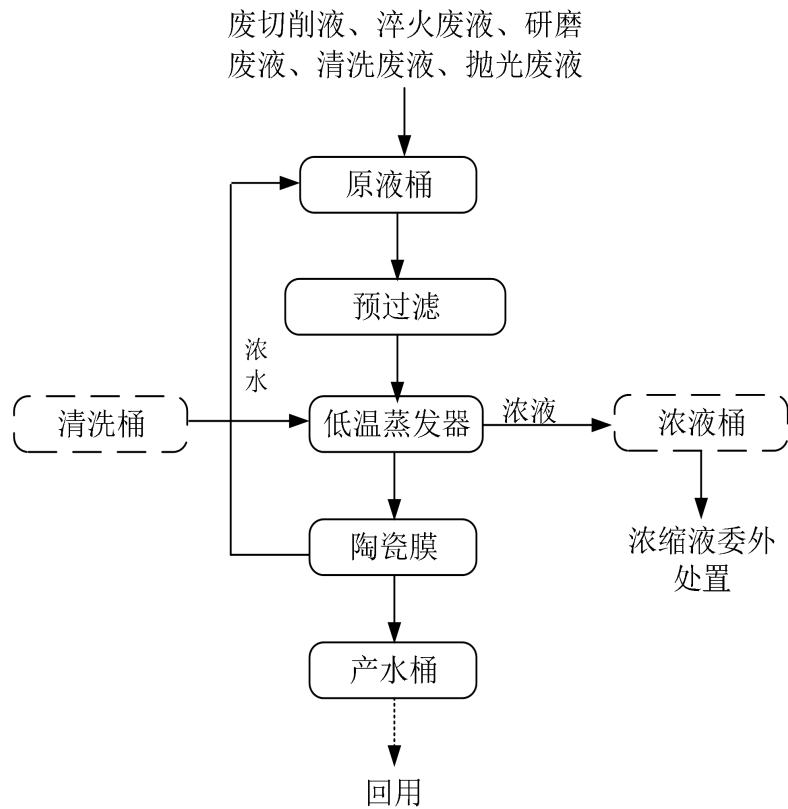 废切削液、淬火废液、研磨
废液、清洗废液、抛光废液
原液桶
预过滤
浓
水
清洗桶
低温蒸发器
浓液
浓液桶
陶瓷膜
浓缩液委外
处置
产水桶
回用